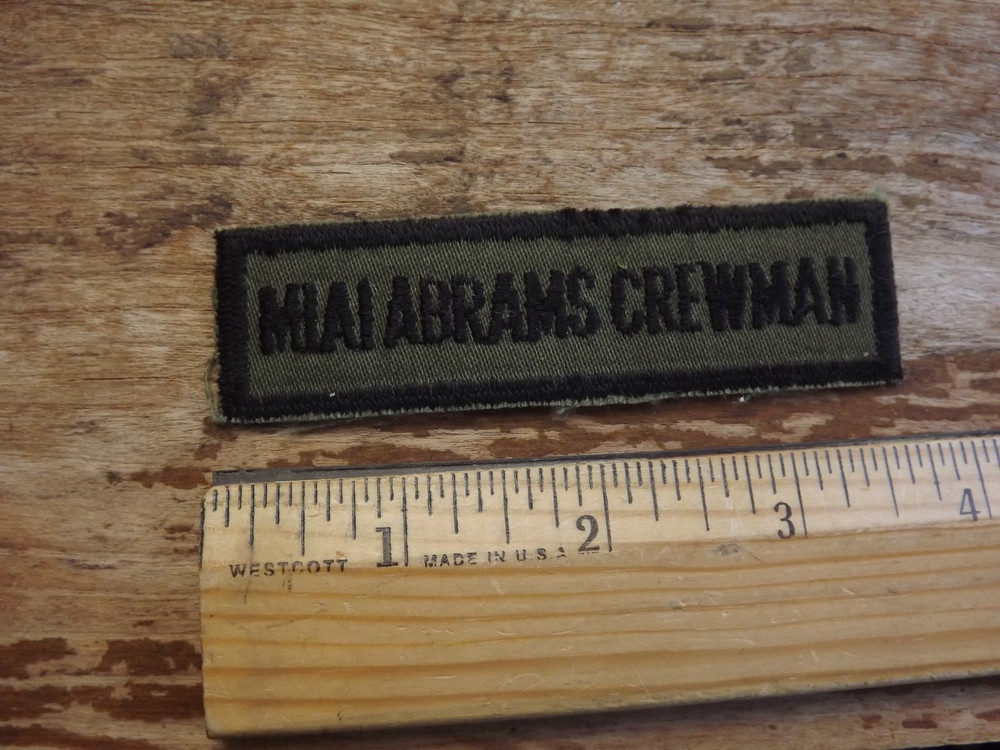 M1A1 ABRAMS CREWMAN
1 2 3 4
WESTCOTT MADE IN U.S.A.